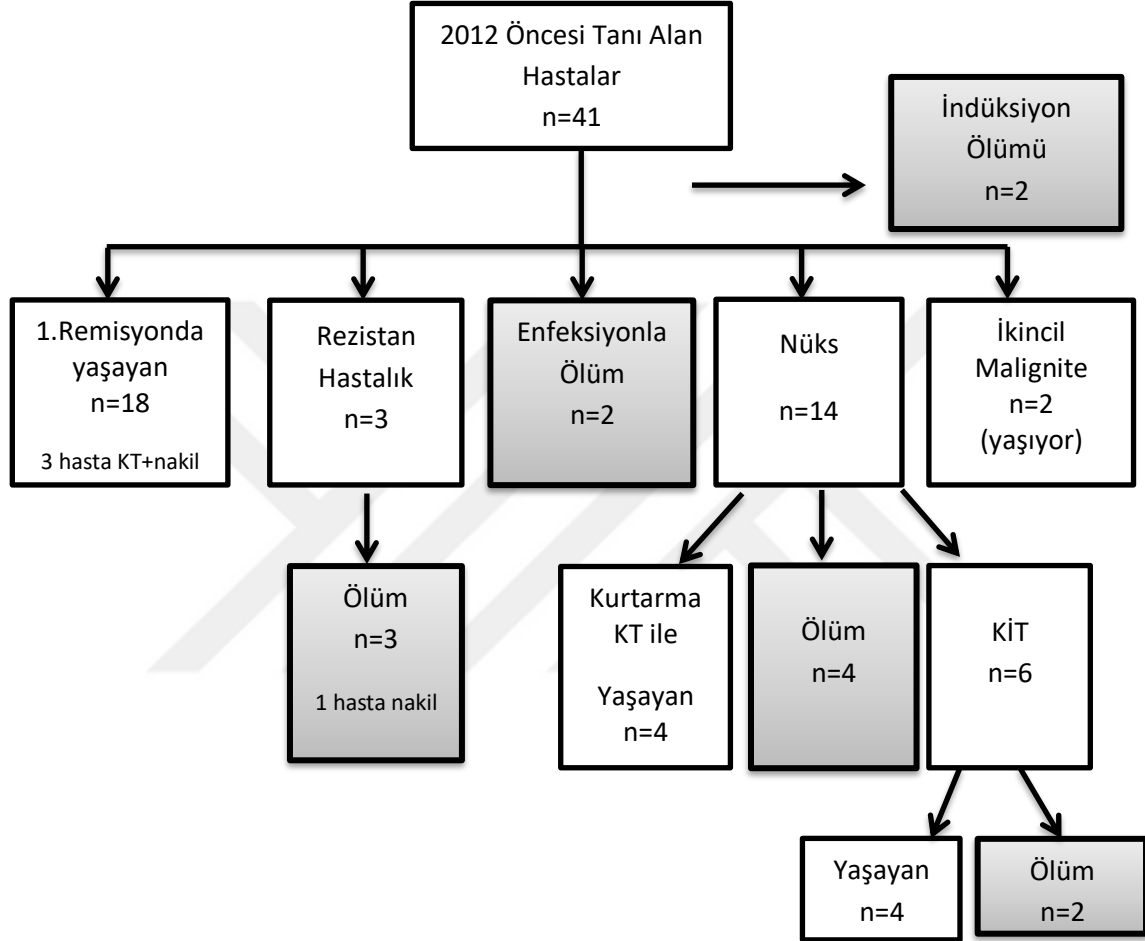 2012 Öncesi Tanı Alan
Hastalar
n=41
İndüksiyon
Ölümü
n=2
1.Remisyonda
yaşayan
n=18
3 hasta KT+nakil
Rezistan
Hastalık
n=3
Enfeksiyonla
Ölüm
n=2
Nüks
n=14
İkincil
Malignite
n=2
(yaşıyor)
Ölüm
n=3
1 hasta nakil
Kurtarma
KT ile
Yaşayan
n=4
Ölüm
n=4
KİT
n=6
Yaşayan
n=4
Ölüm
n=2